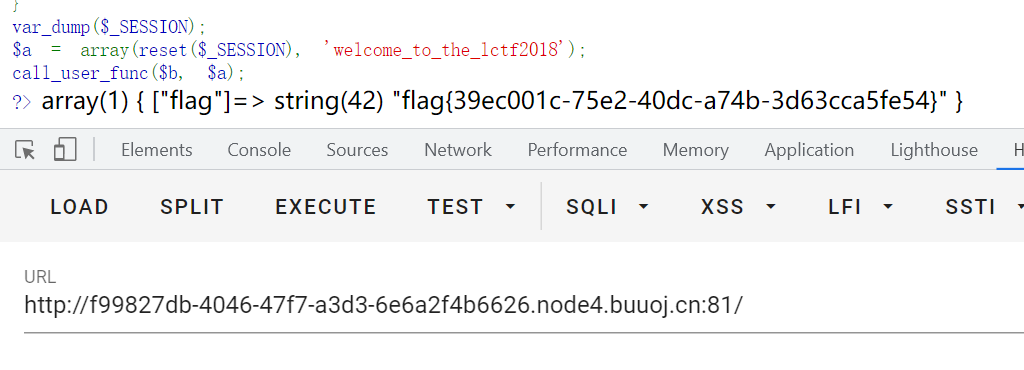 }
var_dump($_SESSION);
$a = array(reset($_SESSION), 'welcome_to_the_lctf2018');
call_user_func($b, $a);
?> array(1) { ["flag"]=> string(42) "flag{39ec001c-75e2-40dc-a74b-3d63cca5fe54}" }
Elements Console Sources Network Performance Memory Application Lighthouse H
LOAD SPLIT EXECUTE TEST SQLI XSS LFI SSTI
URL
http://f99827db-4046-47f7-a3d3-6e6a2f4b6626.node4.buuoj.cn:81/